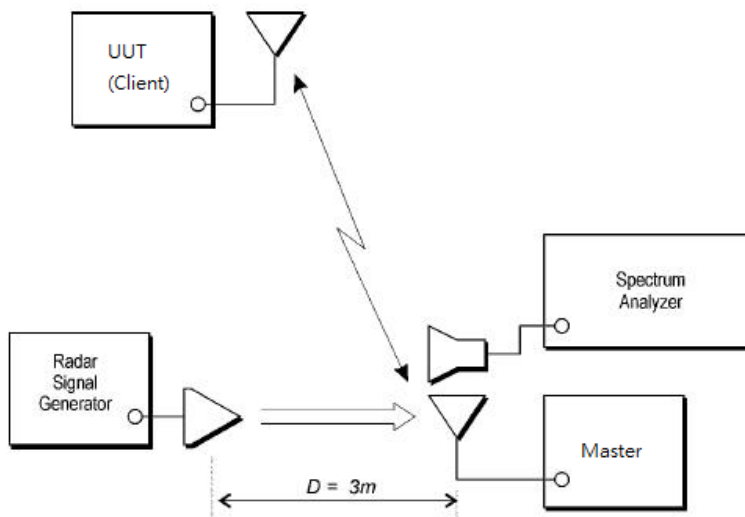 UUT
(Client)
Spectrum
Analyzer
Radar
Signal
Generator
Master
D = 3m